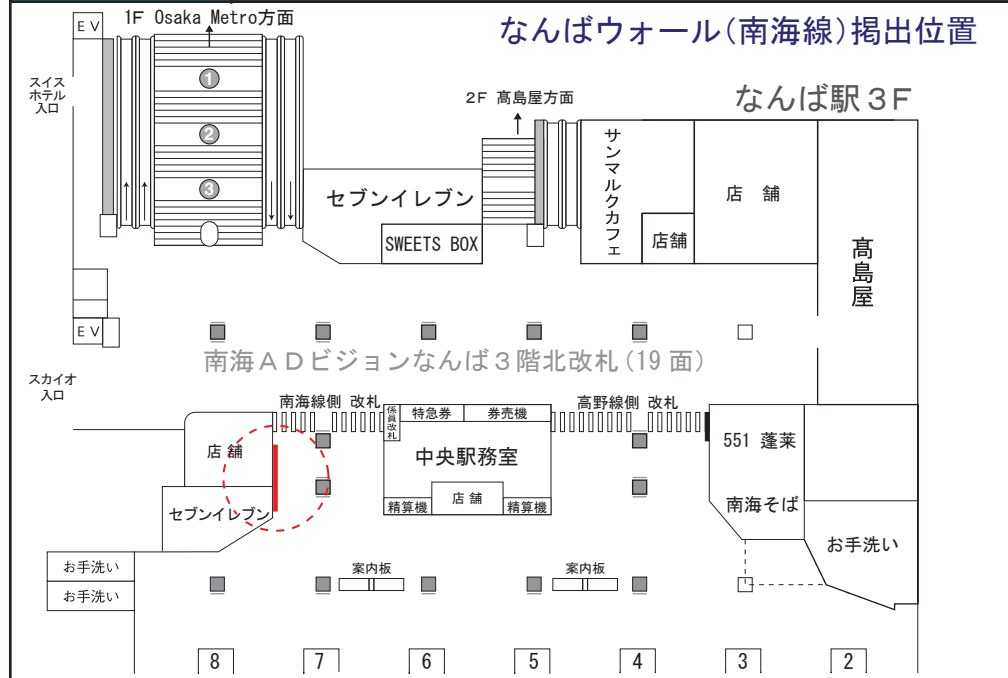 なんばウォール(南海線)掲出位置
なんば駅3F
EV
1F Osaka Metro方面
スイス
ホテル
入口
①
②
③
2F 髙島屋方面
セブンイレブン
SWEETS BOX
サンマルクカフェ
店舗
店 舗
髙島屋
EV
南海ADビジョンなんば3階北改札(19面)
スカイオ
入口
南海線側 改札
係員改札
特急券
券売機
高野線側 改札
店舗
中央駅務室
551 蓬莱
セブンイレブン
精算機
店舗
精算機
南海そば
お手洗い
お手洗い
お手洗い
案内板
案内板
8
7
6
5
4
3
2